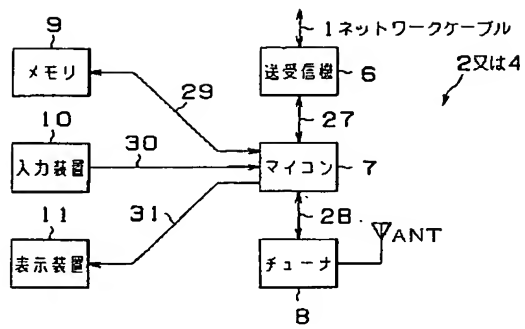 9
1 ネットワークケーブル
メモリ
送受信機
6
2又は4
29
27
10
30
入力装置
マイコン
7
11
31
28
ANT
表示装置
チューナ
8